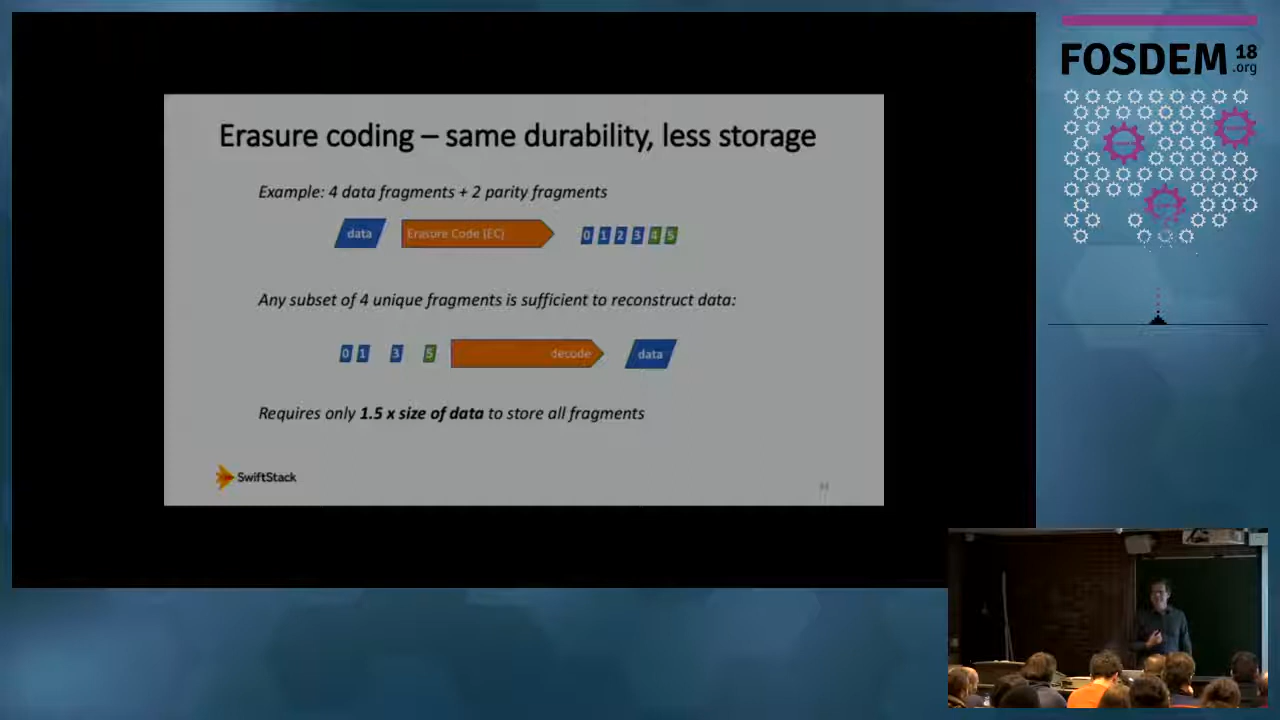 Erasure coding – same durability, less storage
Example: 4 data fragments + 2 parity fragments
data
Erasure Code (EC)
0 1 2 3 4 5
Any subset of 4 unique fragments is sufficient to reconstruct data:
0 1 3 5
decode
data
Requires only 1.5 x size of data to store all fragments
SwiftStack
FOSDEM 18
.org